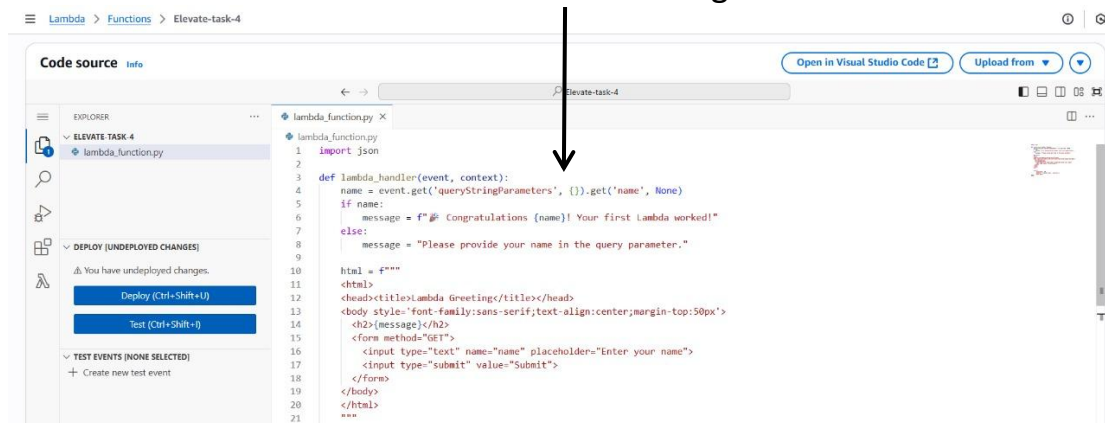 Lambda > Functions > Elevate-task-4
Code source Info
Open in Visual Studio Code
Upload from
Elevate-task-4
EXPLORER
lambda_function.py
ELEVATE-TASK-4
lambda_function.py
lambda_function.py
1 import json
2
3 def lambda_handler(event, context):
4 name = event.get('queryStringParameters', {}).get('name', None)
5 if name:
6 message = f"🎉 Congratulations {name}! Your first Lambda worked!"
7 else:
8 message = "Please provide your name in the query parameter."
9
10 html = f"""
11 <html>
12 <head><title>Lambda Greeting</title></head>
13 <body style='font-family:sans-serif;text-align:center;margin-top:50px'>
14 <h2>{message}</h2>
15 <form method="GET">
16 <input type="text" name="name" placeholder="Enter your name">
17 <input type="submit" value="Submit">
18 </form>
19 </body>
20 </html>
21 """
DEPLOY [UNDEPLOYED CHANGES]
You have undeployed changes.
Deploy (Ctrl+Shift+U)
Test (Ctrl+Shift+I)
TEST EVENTS [NONE SELECTED]
+ Create new test event